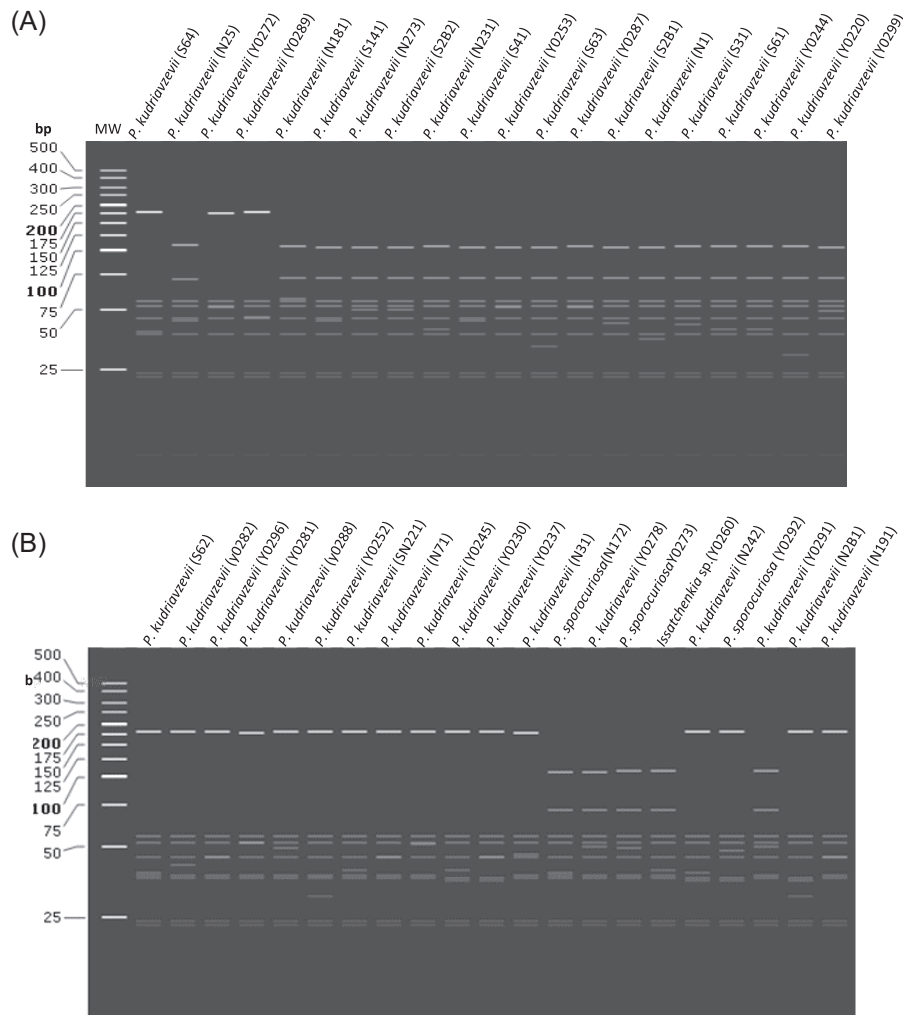 (A)
P. kudriavzevii (S64)
P. kudriavzevii (N25)
P. kudriavzevii (Y0272)
P. kudriavzevii (Y0289)
P. kudriavzevii (N181)
P. kudriavzevii (S141)
P. kudriavzevii (N273)
P. kudriavzevii (S2B2)
P. kudriavzevii (N231)
P. kudriavzevii (S41)
P. kudriavzevii (Y0253)
P. kudriavzevii (S63)
P. kudriavzevii (Y0287)
P. kudriavzevii (S2B1)
P. kudriavzevii (N1)
P. kudriavzevii (S31)
P. kudriavzevii (S61)
P. kudriavzevii (Y0244)
P. kudriavzevii (Y0220)
P. kudriavzevii (Y0299)
bp MW
500
400
300
250
200
175
150
125
100
75
50
25
(B)
P. kudriavzevii (S62)
P. kudriavzevii (y0282)
P. kudriavzevii (Y0296)
P. kudriavzevii (Y0281)
P. kudriavzevii (y0288)
P. kudriavzevii (Y0252)
P. kudriavzevii (SN221)
P. kudriavzevii (N71)
P. kudriavzevii (Y0245)
P. kudriavzevii (Y0230)
P. kudriavzevii (Y0237)
P. kudriavzevii (N31)
P. sporocuriosa(N172)
P. kudriavzevii (Y0278)
P. sporocuriosaY0273)
Issatchenkia sp.(Y0260)
P. kudriavzevii (N242)
P. sporocuriosa (Y0292)
P. kudriavzevii (Y0291)
P. kudriavzevii (N2B1)
P. kudriavzevii (N191)
500
b 400
300
250
200
175
150
125
100
75
50
25